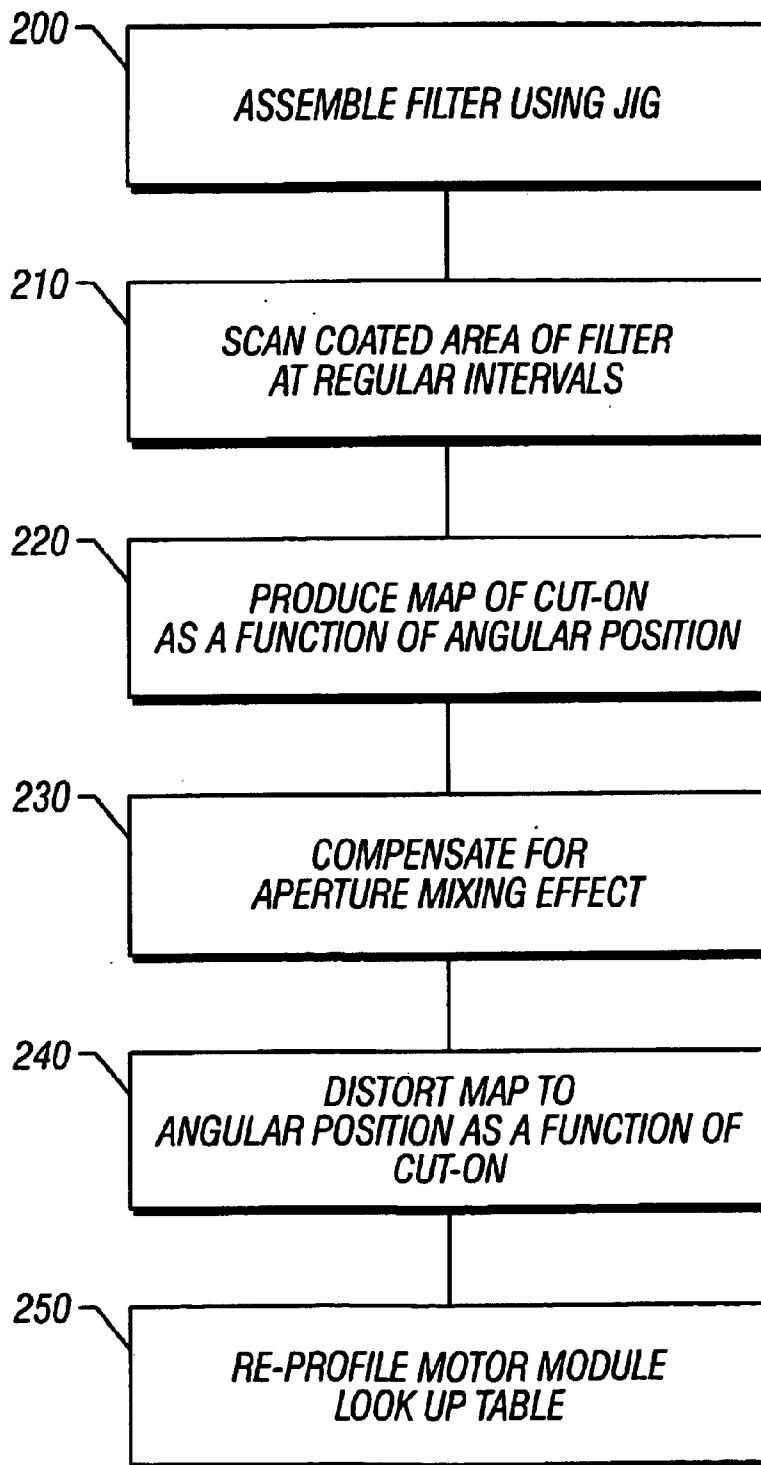 200
ASSEMBLE FILTER USING JIG
210
SCAN COATED AREA OF FILTER
AT REGULAR INTERVALS
220
PRODUCE MAP OF CUT-ON
AS A FUNCTION OF ANGULAR POSITION
230
COMPENSATE FOR
APERTURE MIXING EFFECT
240
DISTORT MAP TO
ANGULAR POSITION AS A FUNCTION OF
CUT-ON
250
RE-PROFILE MOTOR MODULE
LOOK UP TABLE